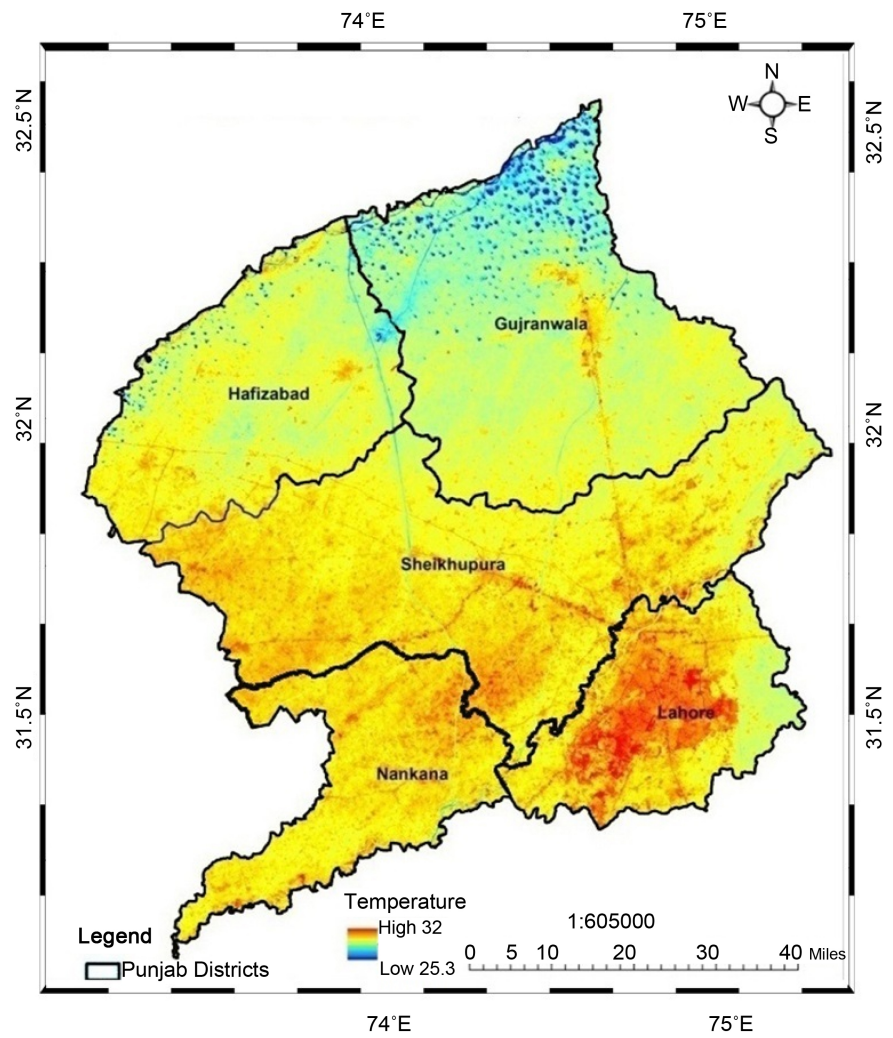 74°E 75°E
N
W E
S
32.5°N 32.5°N
Gujranwala
Hafizabad
32°N 32°N
Sheikhupura
31.5°N 31.5°N
Lahore
Nankana
Temperature
High 32
Low 25.3
Legend
Punjab Districts
1:605000
0 5 10 20 30 40 Miles
74°E 75°E